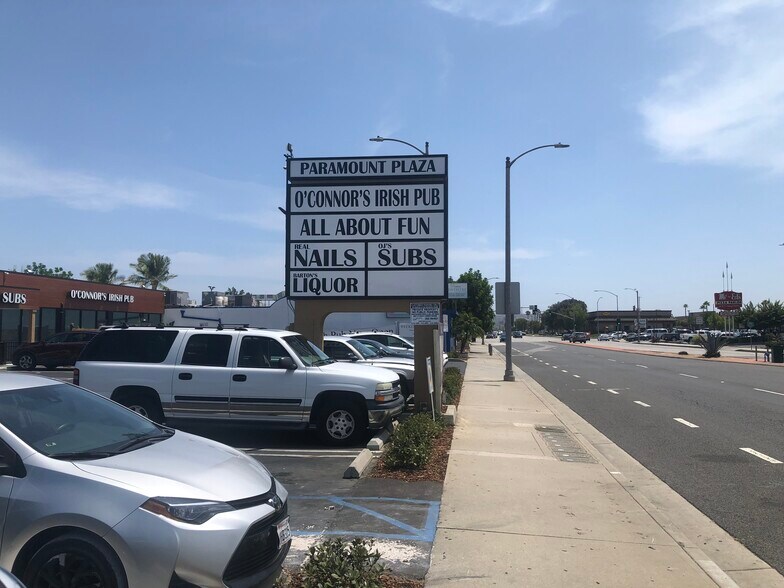 PARAMOUNT PLAZA
O'CONNOR'S IRISH PUB
ALL ABOUT FUN
REAL
NAILS
OJ'S
SUBS
BARTON'S
LIQUOR
SUBS
O'CONNOR'S IRISH PUB